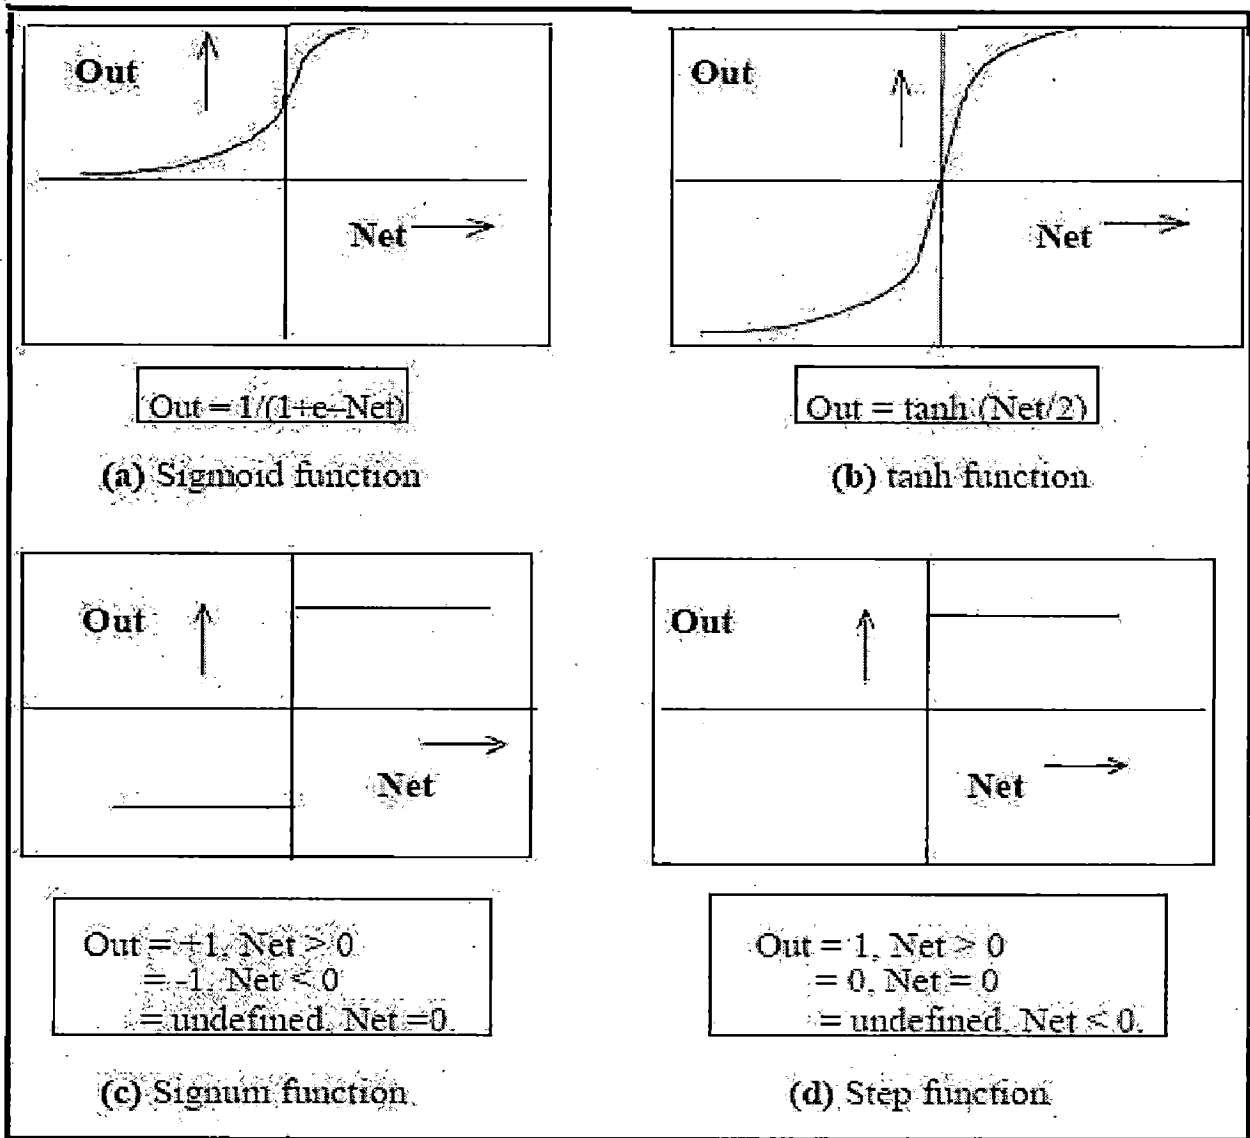 Out
Net
Out
Net
Out = 1/(1+e–Net)
Out = tanh (Net/2)
(a) Sigmoid function
(b) tanh function
Out
Net
Out
Net
Out = +1, Net > 0
= -1, Net < 0
= undefined, Net =0.
Out = 1, Net > 0
= 0, Net = 0
= undefined, Net < 0.
(c) Signum function
(d) Step function